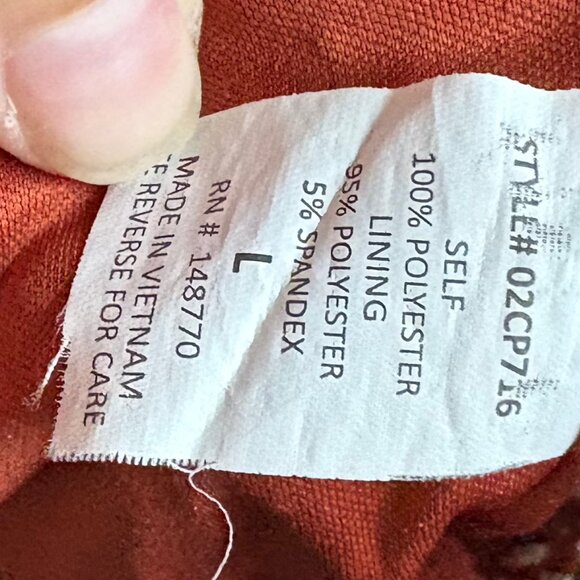 STYLE# 02CP716
SELF
100% POLYESTER
LINING
95% POLYESTER
5% SPANDEX
L
RN # 148770
MADE IN VIETNAM
REVERSE FOR CARE